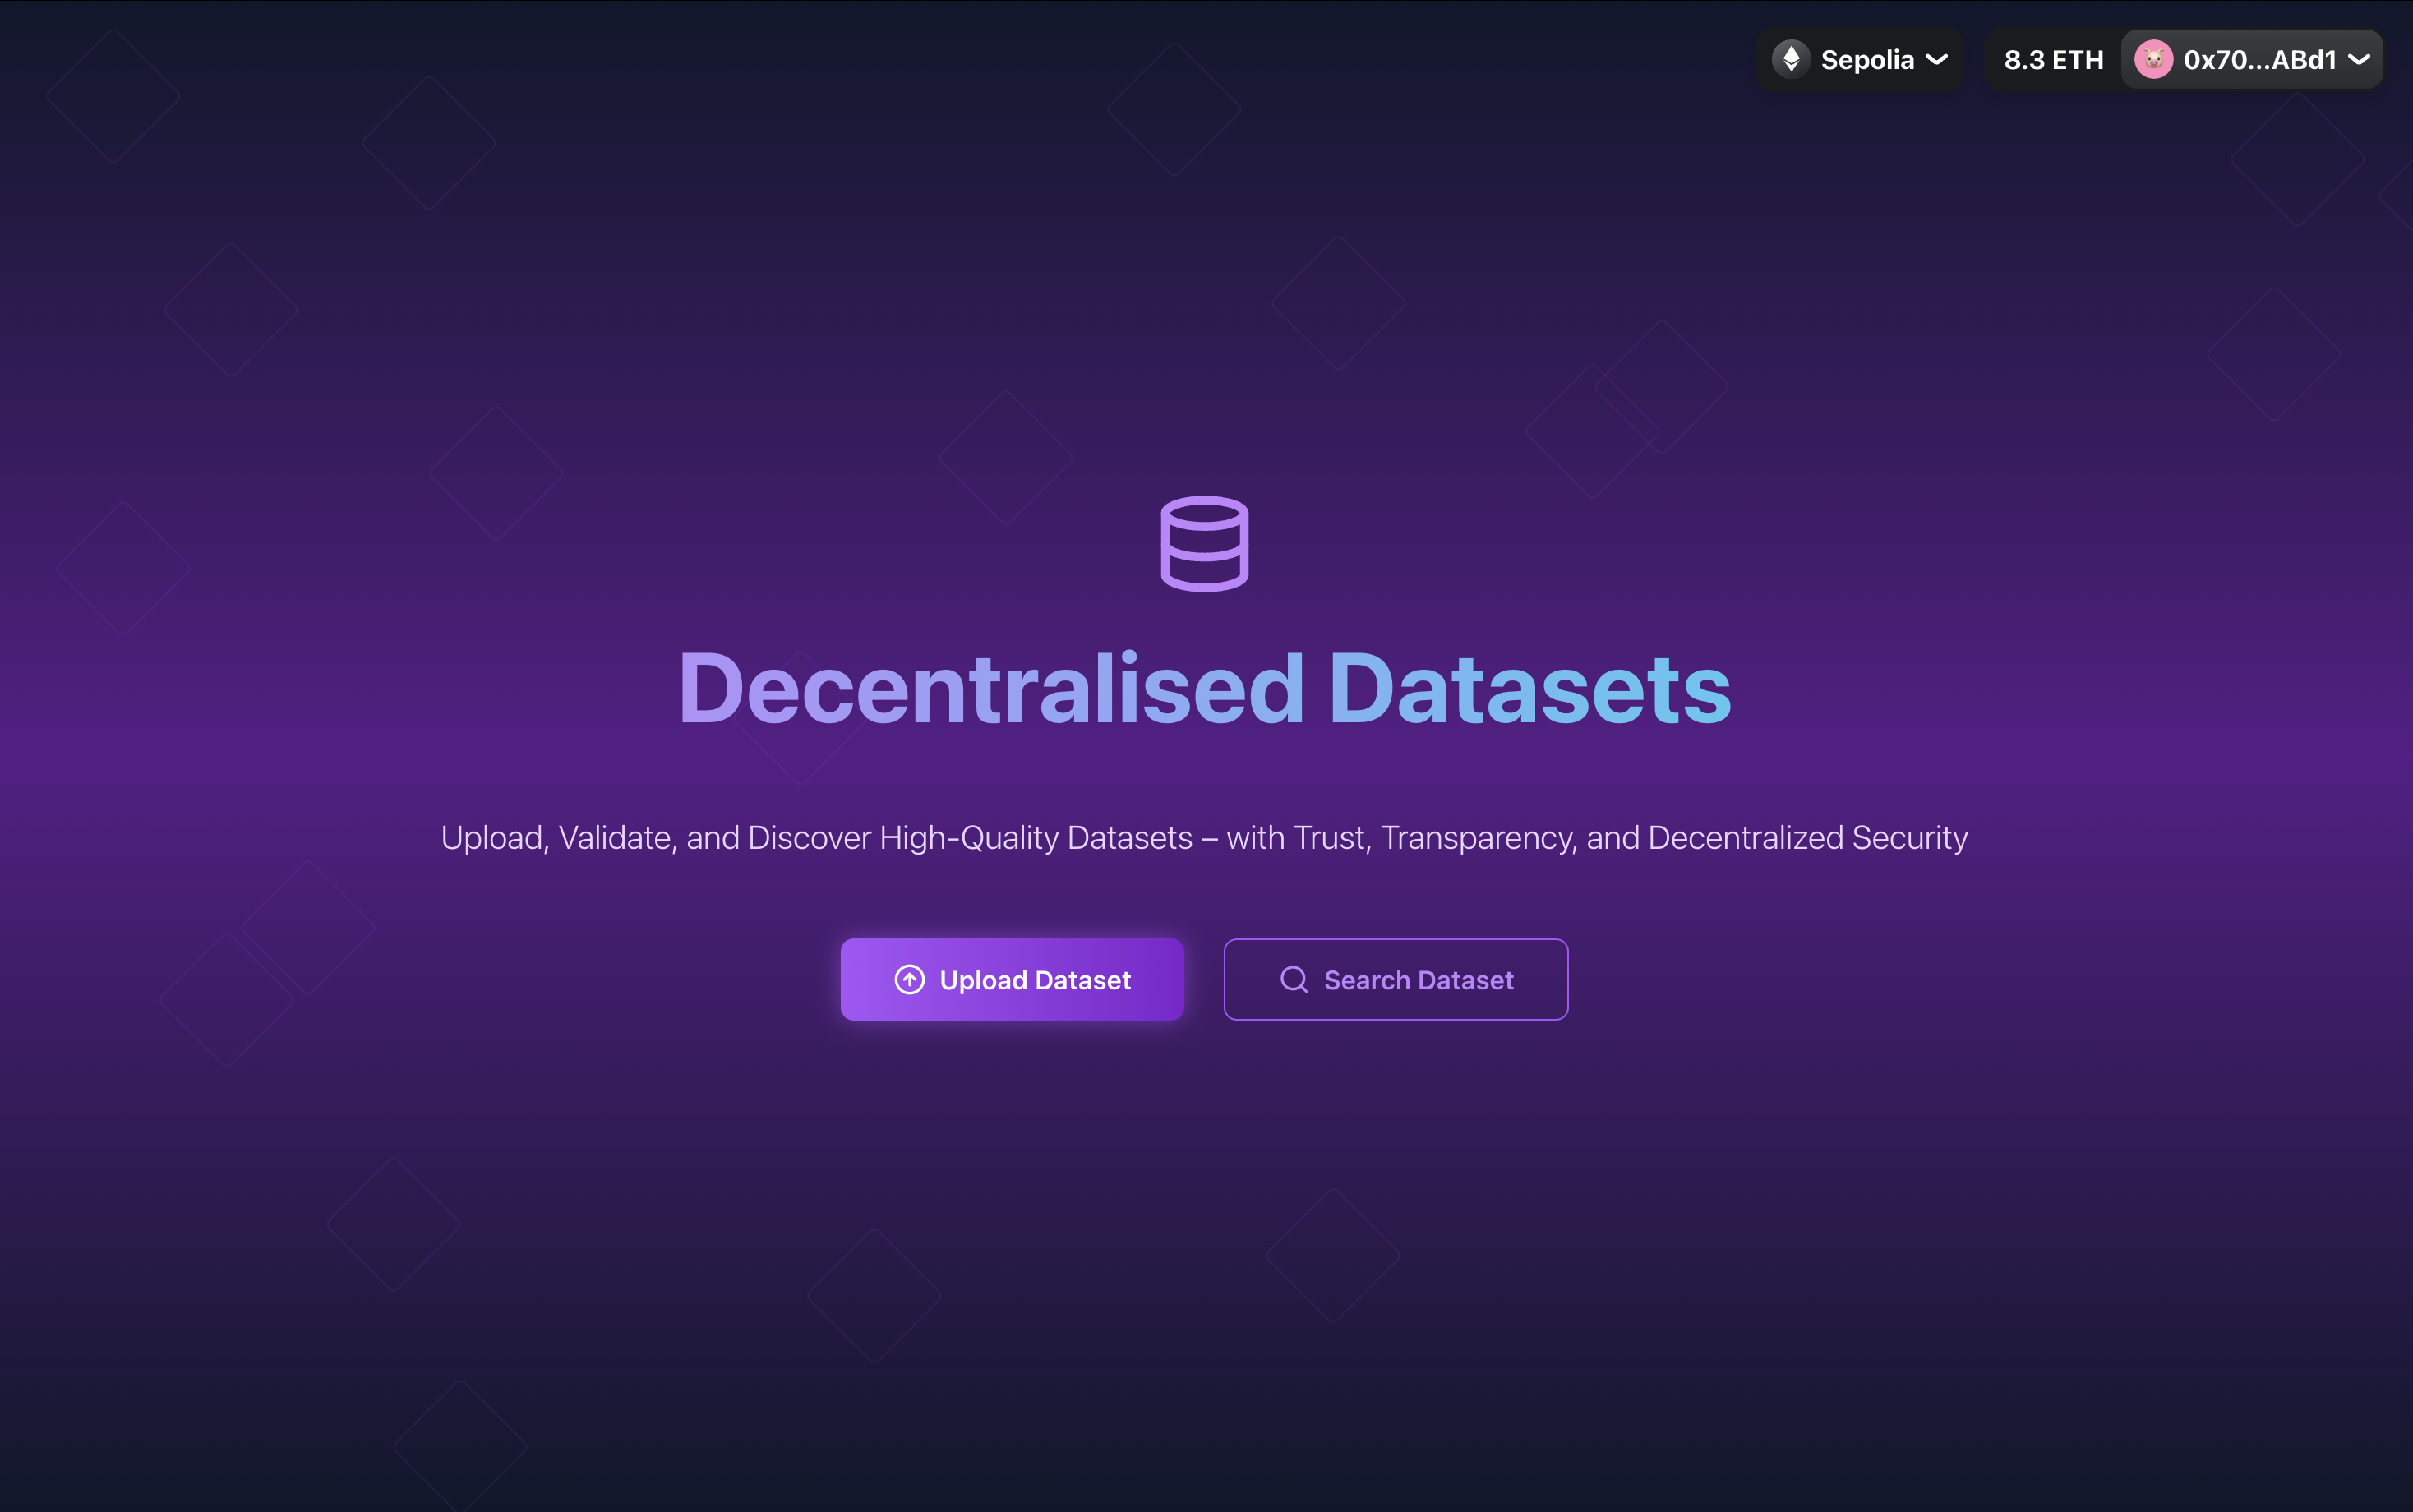 Sepolia
8.3 ETH
0x70...ABd1
Decentralised Datasets
Upload, Validate, and Discover High-Quality Datasets – with Trust, Transparency, and Decentralized Security
Upload Dataset
Search Dataset